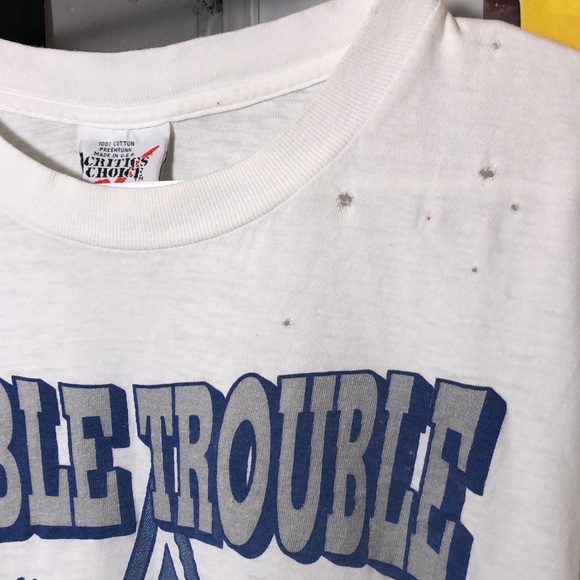 100% COTTON
PRESHRUNK
MADE IN U.S.A
CRITICS
CHOICE
BLE TROUBLE